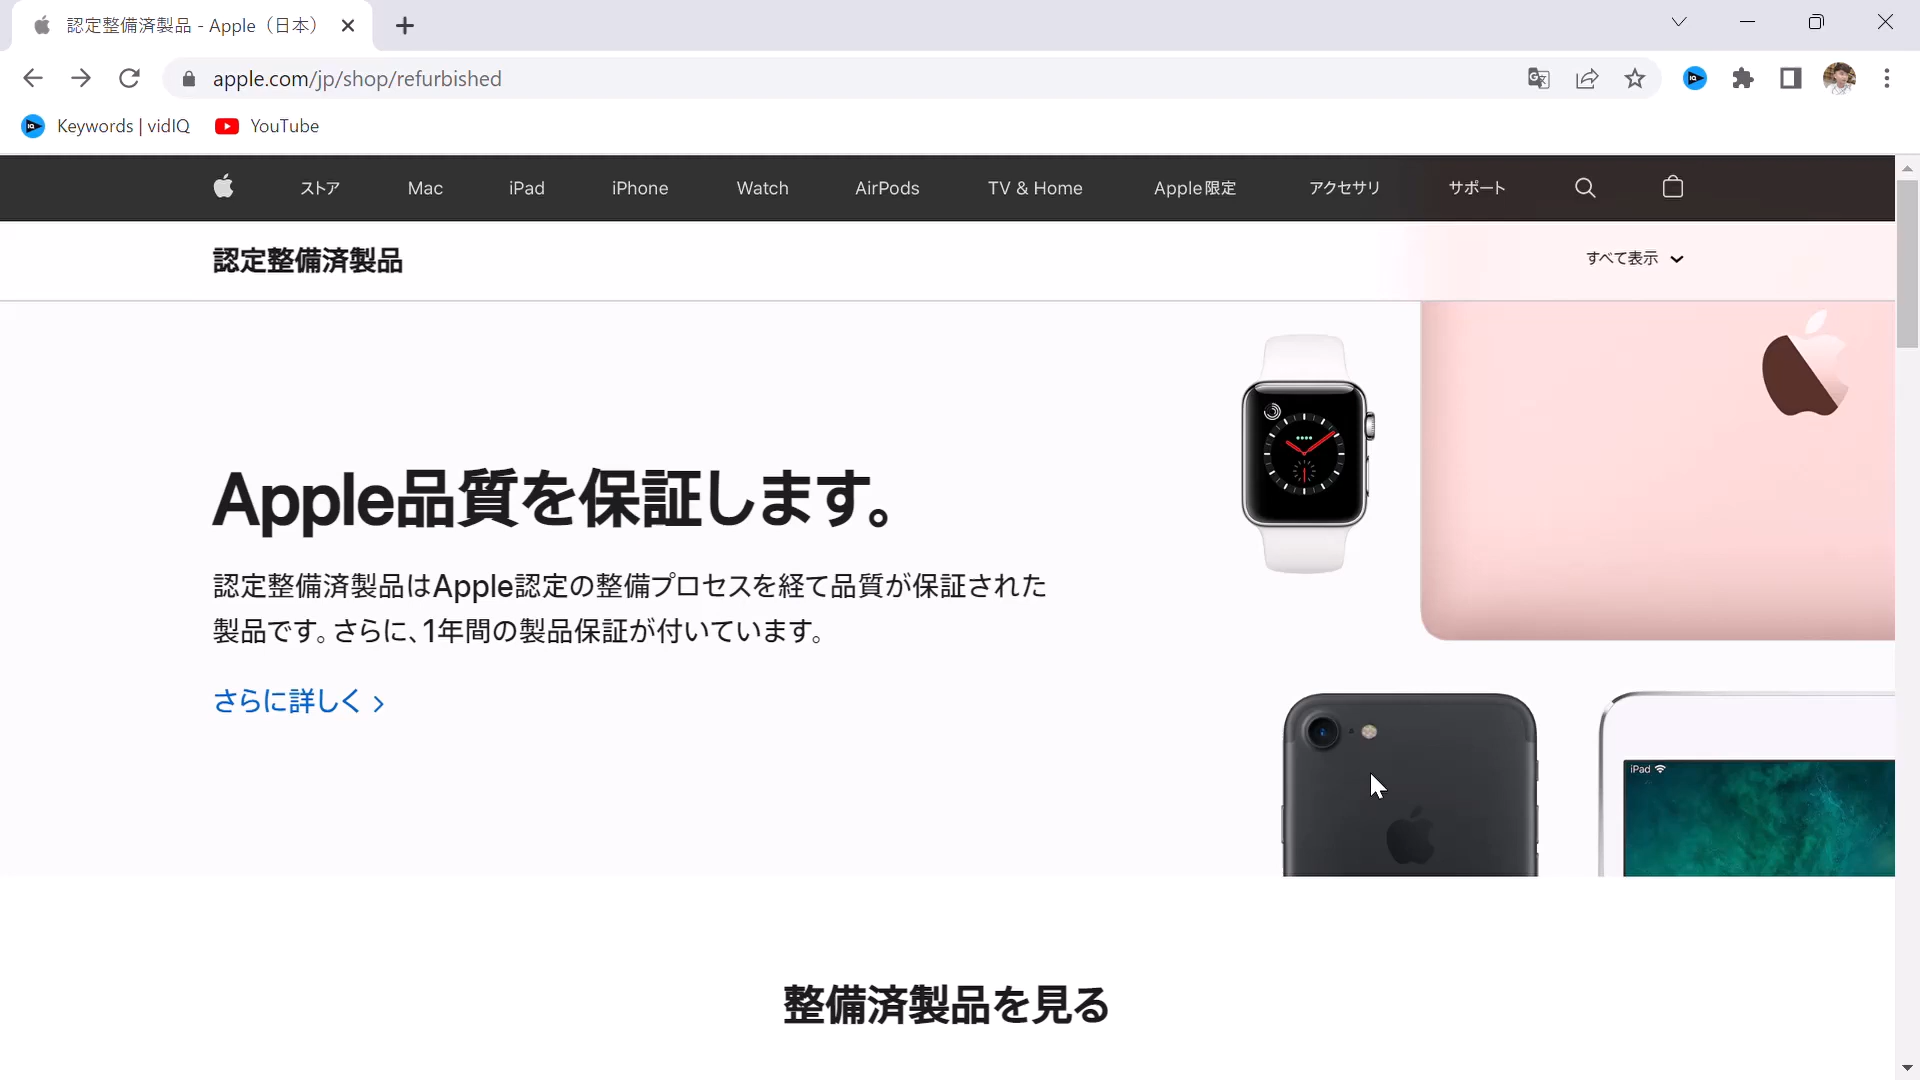 認定整備済製品 - Apple（日本）
apple.com/jp/shop/refurbished
Keywords | vidIQ
YouTube
ストア
Mac
iPad
iPhone
Watch
AirPods
TV & Home
Apple限定
アクセサリ
サポート
認定整備済製品
すべて表示
Apple品質を保証します。
認定整備済製品はApple認定の整備プロセスを経て品質が保証された
製品です。さらに、1年間の製品保証が付いています。
さらに詳しく
iPad
整備済製品を見る